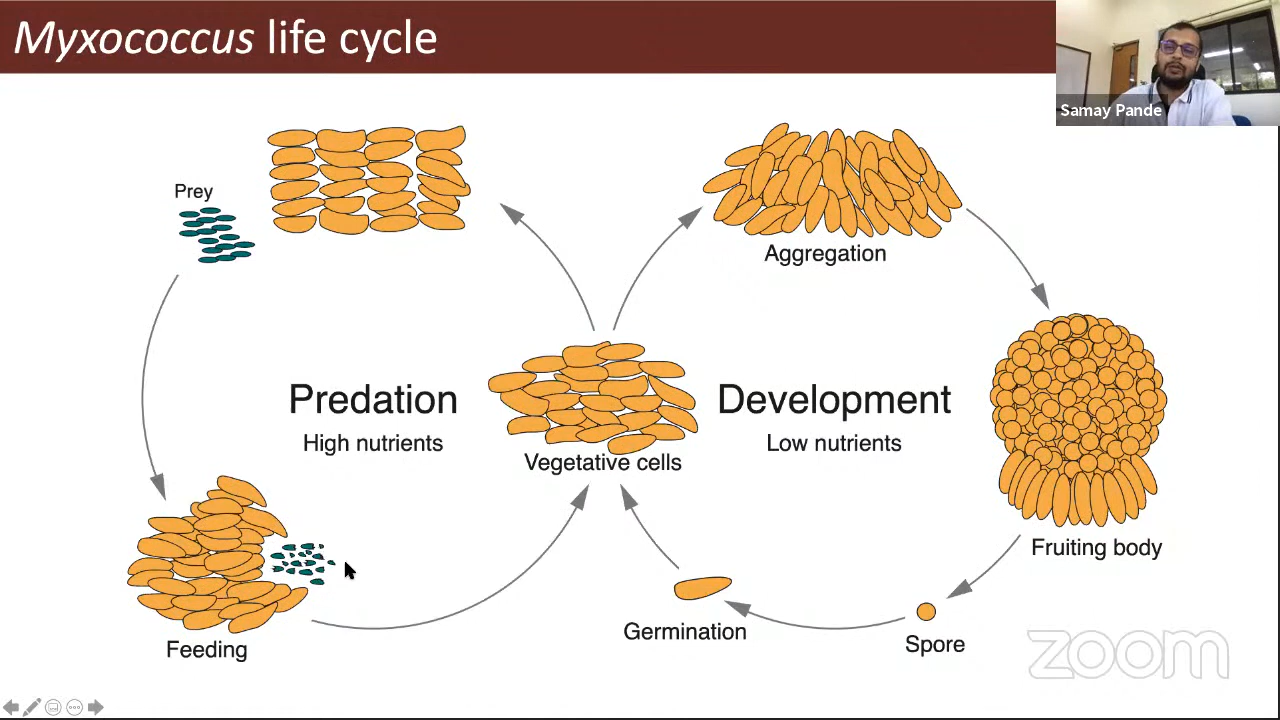 Myxococcus life cycle
Samay Pande
Prey
Aggregation
Predation
High nutrients
Development
Low nutrients
Vegetative cells
Fruiting body
Germination
Spore
Feeding
zoom